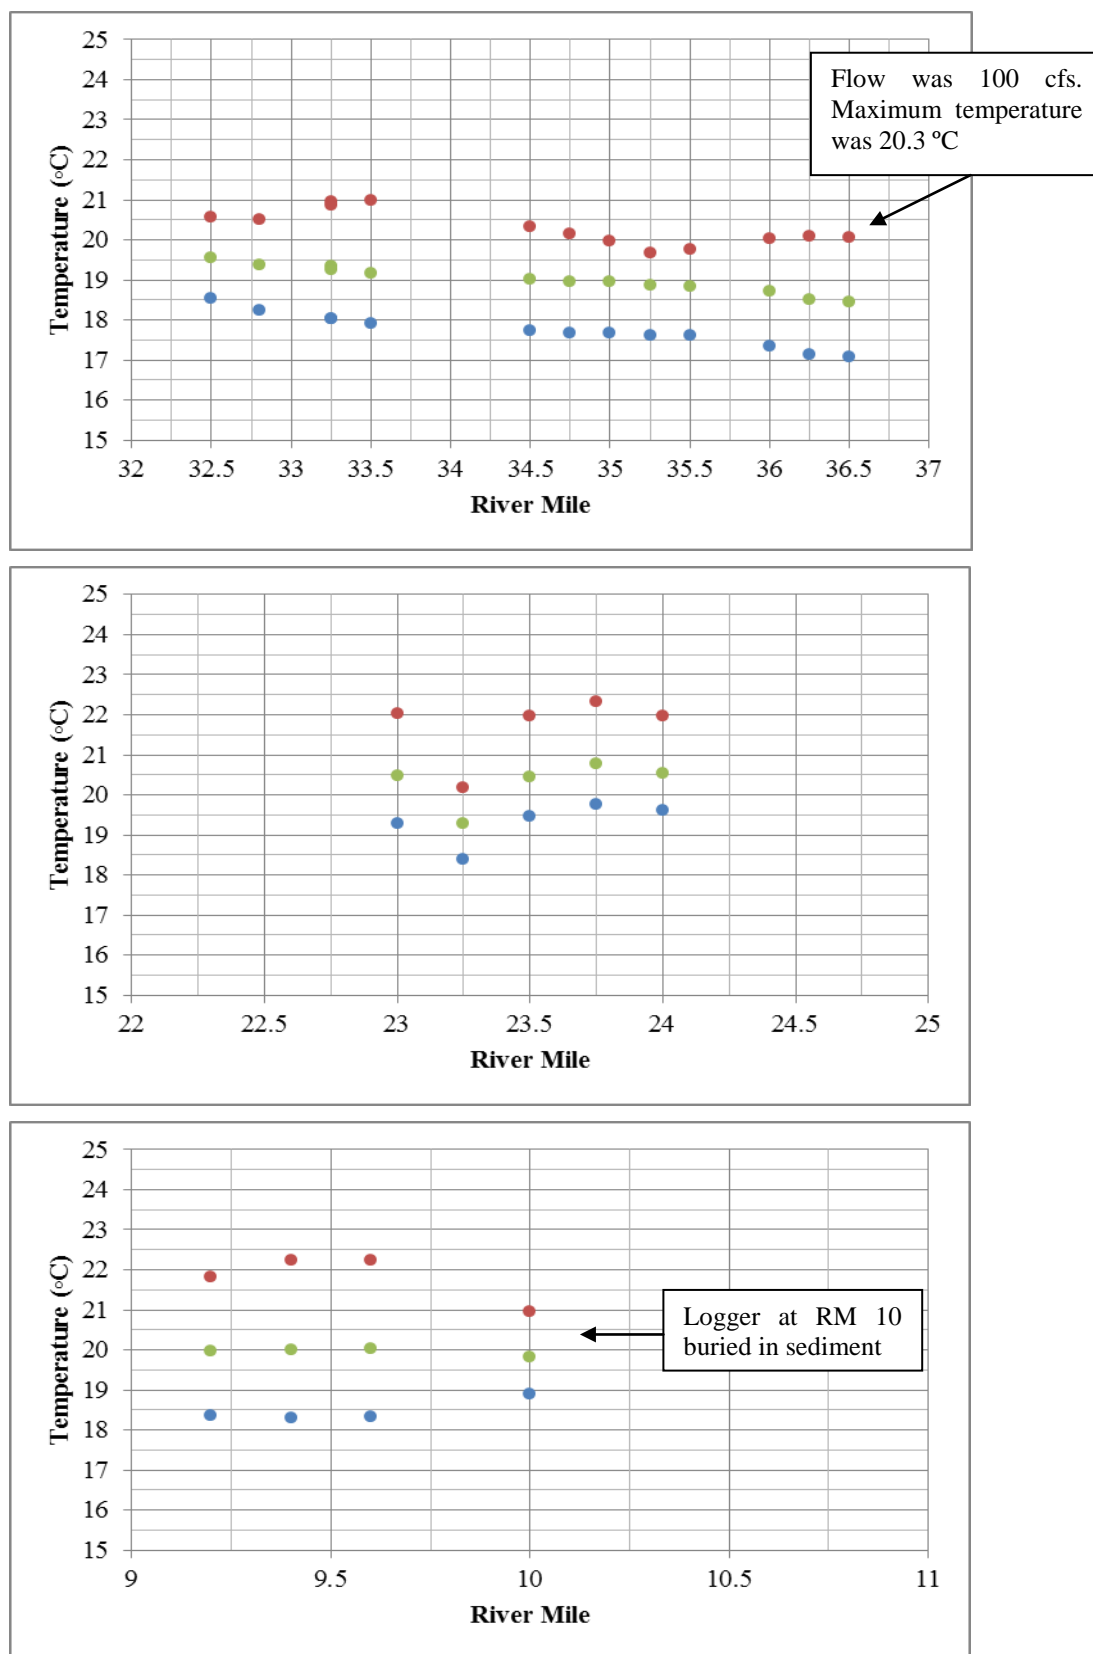 25
24
23
22
21
20
19
18
17
16
15
Temperature (○C)
32 32.5 33 33.5 34 34.5 35 35.5 36 36.5 37
River Mile
Flow was 100 cfs.
Maximum temperature
was 20.3 ºC
25
24
23
22
21
20
19
18
17
16
15
Temperature (○C)
22 22.5 23 23.5 24 24.5 25
River Mile
25
24
23
22
21
20
19
18
17
16
15
Temperature (○C)
9 9.5 10 10.5 11
River Mile
Logger at RM 10
buried in sediment